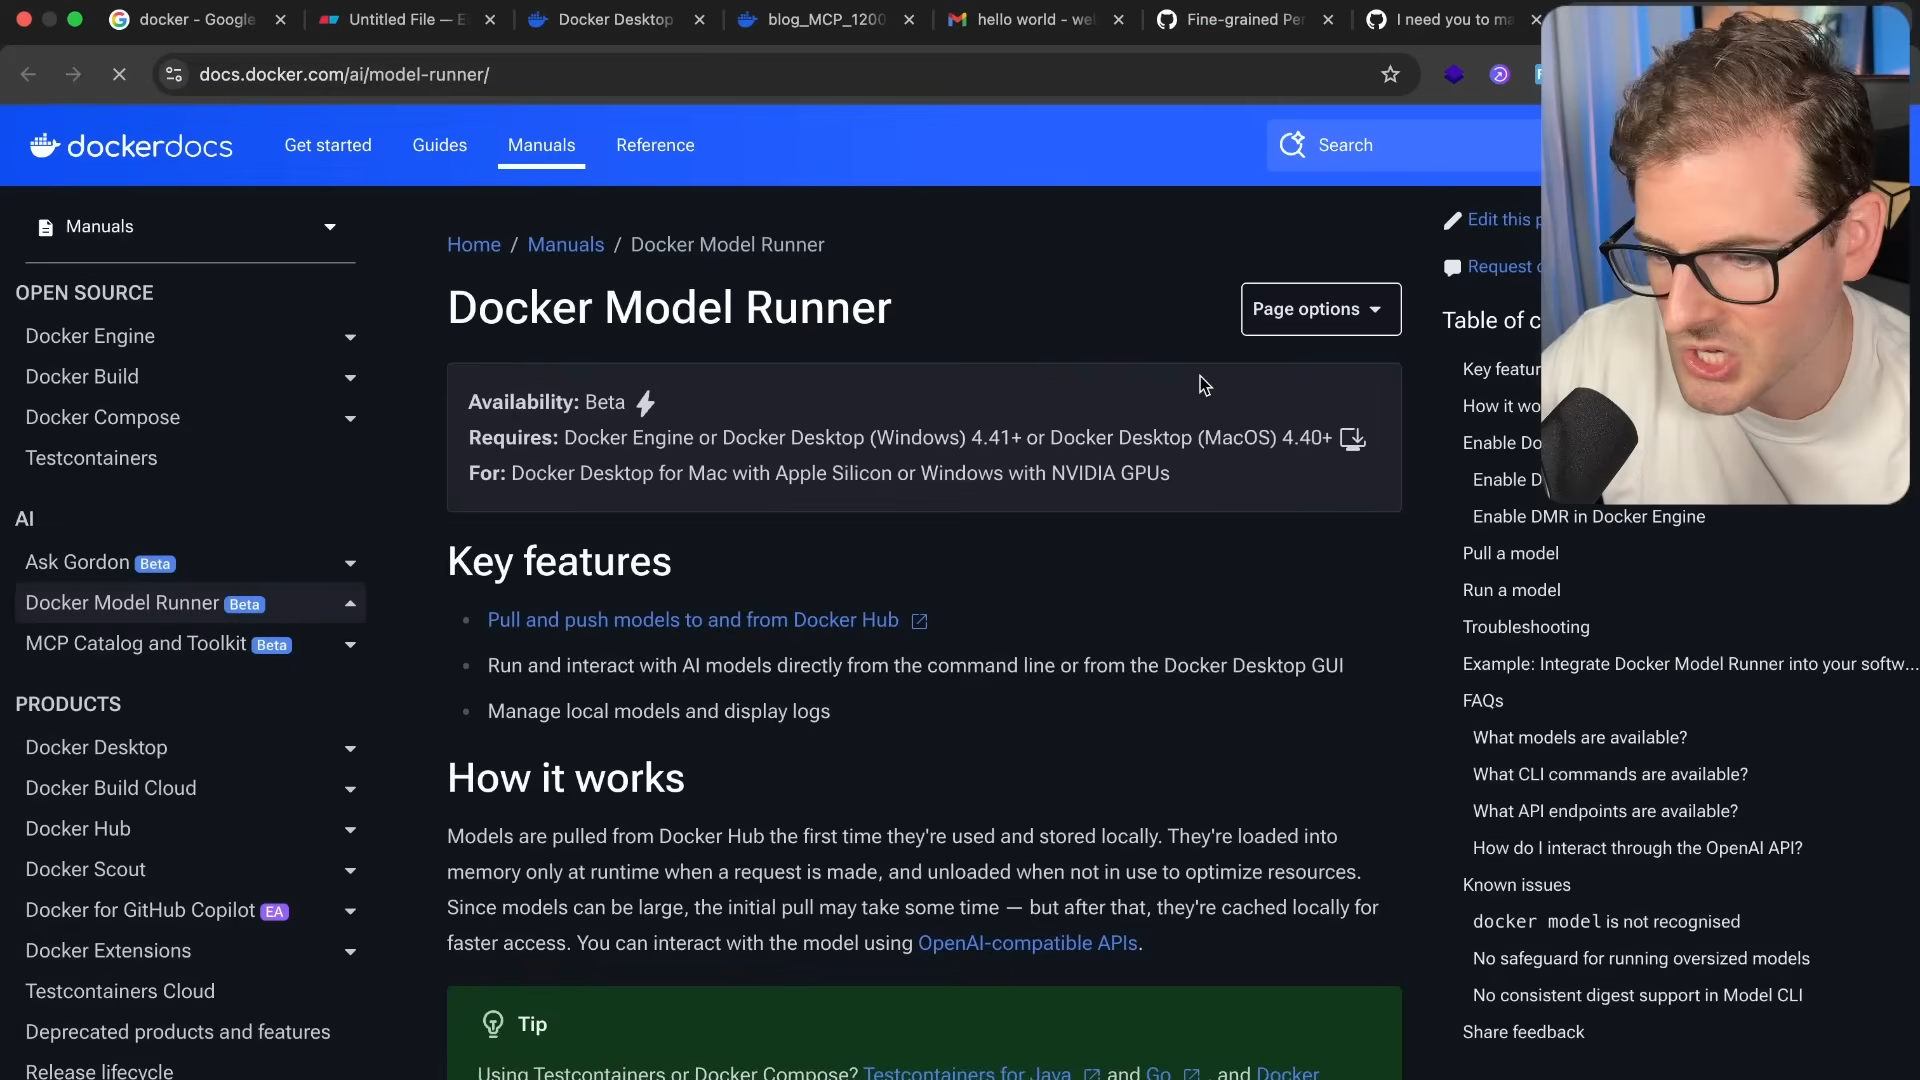 docker - Google
Untitled File — E
Docker Desktop
blog_MCP_1200
hello world - we
Fine-grained Per
I need you to ma
docs.docker.com/ai/model-runner/
dockerdocs
Get started
Guides
Manuals
Reference
Search
Manuals
OPEN SOURCE
Docker Engine
Docker Build
Docker Compose
Testcontainers
AI
Ask Gordon Beta
Docker Model Runner Beta
MCP Catalog and Toolkit Beta
PRODUCTS
Docker Desktop
Docker Build Cloud
Docker Hub
Docker Scout
Docker for GitHub Copilot EA
Docker Extensions
Testcontainers Cloud
Deprecated products and features
Release lifecycle
Home / Manuals / Docker Model Runner
Docker Model Runner
Page options
Availability: Beta
Requires: Docker Engine or Docker Desktop (Windows) 4.41+ or Docker Desktop (MacOS) 4.40+
For: Docker Desktop for Mac with Apple Silicon or Windows with NVIDIA GPUs
Key features
• Pull and push models to and from Docker Hub
• Run and interact with AI models directly from the command line or from the Docker Desktop GUI
• Manage local models and display logs
How it works
Models are pulled from Docker Hub the first time they're used and stored locally. They're loaded into
memory only at runtime when a request is made, and unloaded when not in use to optimize resources.
Since models can be large, the initial pull may take some time — but after that, they're cached locally for
faster access. You can interact with the model using OpenAI-compatible APIs.
Tip
Using Testcontainers or Docker Compose? Testcontainers for Java and Go , and Docker
Edit this p
Request c
Table of c
Key featur
How it wo
Enable Do
Enable D
Enable DMR in Docker Engine
Pull a model
Run a model
Troubleshooting
Example: Integrate Docker Model Runner into your softw...
FAQs
What models are available?
What CLI commands are available?
What API endpoints are available?
How do I interact through the OpenAI API?
Known issues
docker model is not recognised
No safeguard for running oversized models
No consistent digest support in Model CLI
Share feedback